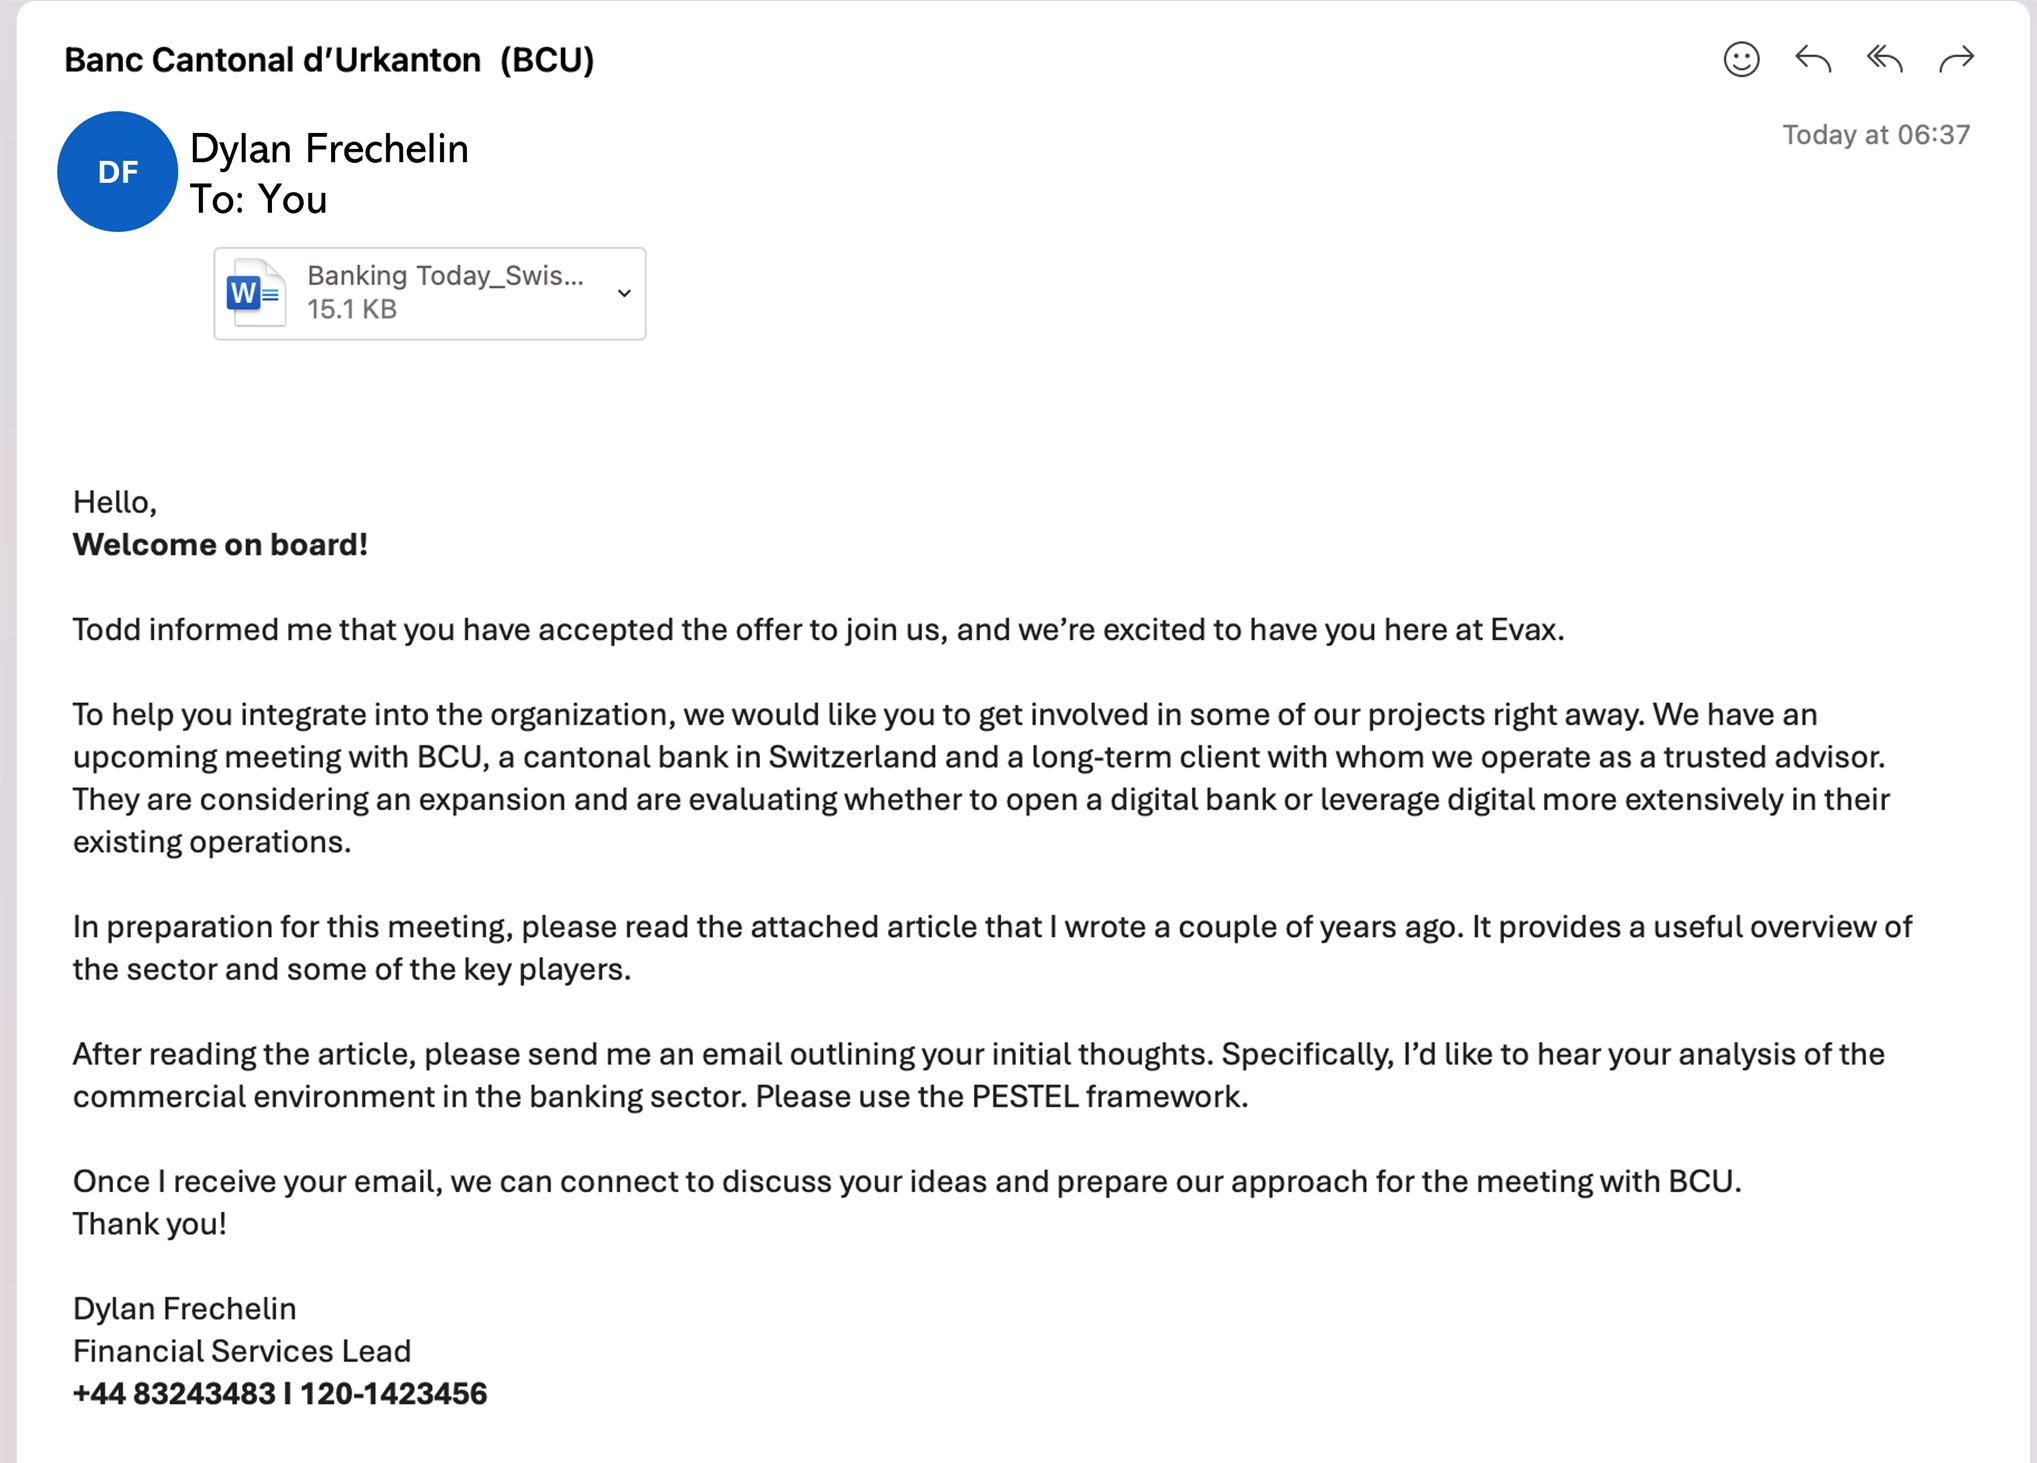 Banc Cantonal d’Urkanton (BCU)
DF
Dylan Frechelin
To: You
Today at 06:37
W
Banking Today_Swis...
15.1 KB
Hello,
Welcome on board!
Todd informed me that you have accepted the offer to join us, and we’re excited to have you here at Evax.
To help you integrate into the organization, we would like you to get involved in some of our projects right away. We have an
upcoming meeting with BCU, a cantonal bank in Switzerland and a long-term client with whom we operate as a trusted advisor.
They are considering an expansion and are evaluating whether to open a digital bank or leverage digital more extensively in their
existing operations.
In preparation for this meeting, please read the attached article that I wrote a couple of years ago. It provides a useful overview of
the sector and some of the key players.
After reading the article, please send me an email outlining your initial thoughts. Specifically, I’d like to hear your analysis of the
commercial environment in the banking sector. Please use the PESTEL framework.
Once I receive your email, we can connect to discuss your ideas and prepare our approach for the meeting with BCU.
Thank you!
Dylan Frechelin
Financial Services Lead
+44 83243483 I 120-1423456